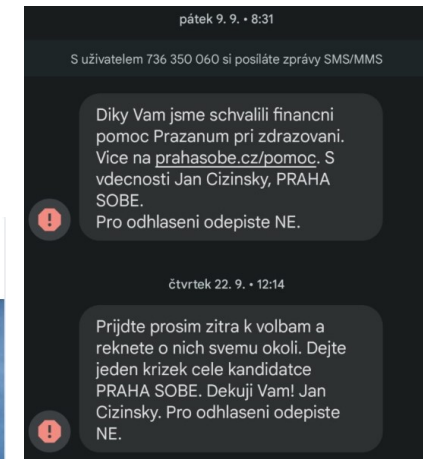 pátek 9. 9. • 8:31
S uživatelem 736 350 060 si posíláte zprávy SMS/MMS
Diky Vam jsme schvalili financni
pomoc Prazanum pri zdrazovani.
Vice na prahasobe.cz/pomoc. S
vdecnosti Jan Cizinsky, PRAHA
SOBE.
Pro odhlaseni odepiste NE.
čtvrtek 22. 9. • 12:14
Prijdte prosim zitra k volbam a
reknete o nich svemu okoli. Dejte
jeden krizek cele kandidatce
PRAHA SOBE. Dekuji Vam! Jan
Cizinsky. Pro odhlaseni odepiste
NE.